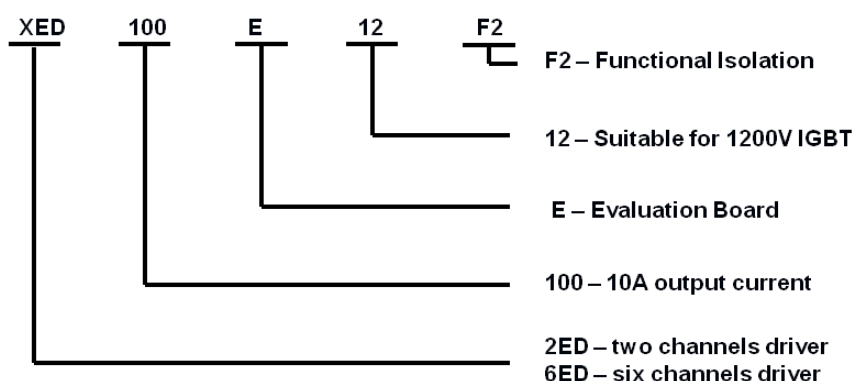 XED 100 E 12 F2
F2 – Functional Isolation
12 – Suitable for 1200V IGBT
E – Evaluation Board
100 – 10A output current
2ED – two channels driver
6ED – six channels driver